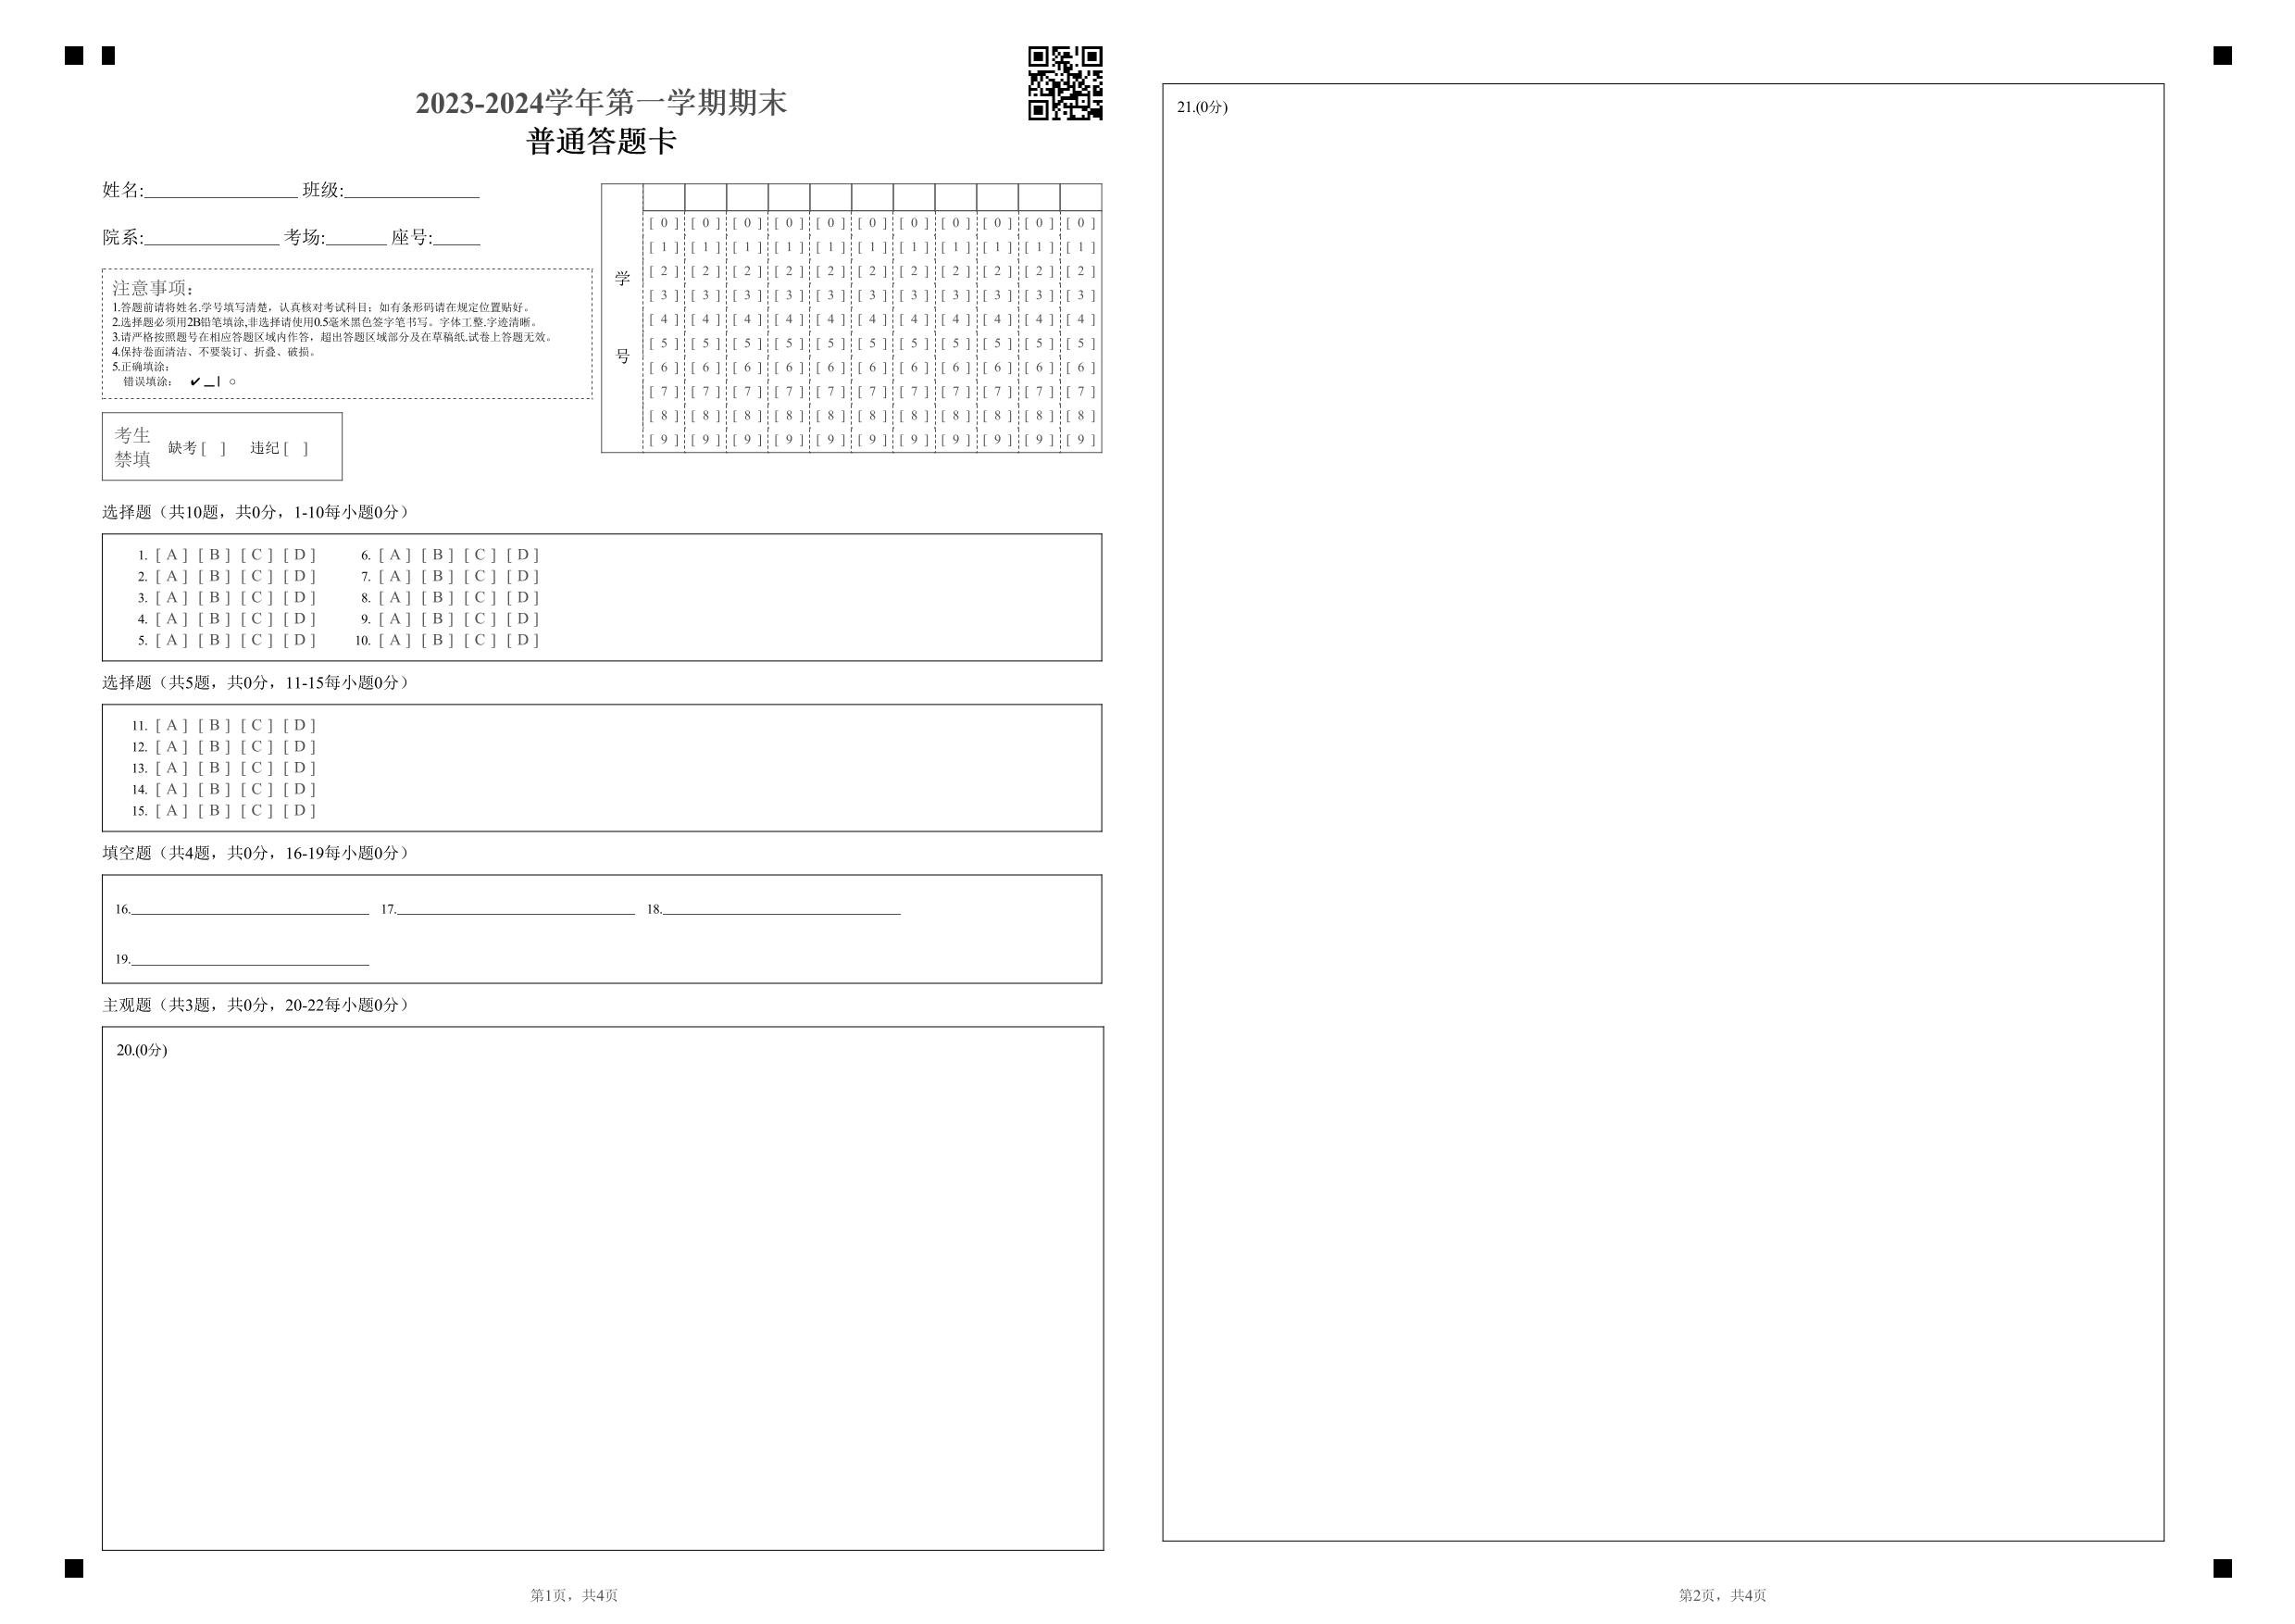 2023-2024学年第一学期期末
普通答题卡
姓名:________________ 班级:______________
院系:______________ 考场:______ 座号:_____
注意事项:
1.答题前请将姓名.学号填写清楚，认真核对考试科目；如有条形码请在规定位置贴好。
2.选择题必须用2B铅笔填涂,非选择请使用0.5毫米黑色签字笔书写。字体工整.字迹清晰。
3.请严格按照题号在相应答题区域内作答，超出答题区域部分及在草稿纸.试卷上答题无效。
4.保持卷面清洁、不要装订、折叠、破损。
5.正确填涂:
错误填涂: ✔ — | ○
考生
禁填
缺考 [ ] 违纪 [ ]
学
号
[ 0 ] [ 0 ] [ 0 ] [ 0 ] [ 0 ] [ 0 ] [ 0 ] [ 0 ] [ 0 ] [ 0 ] [ 0 ]
[ 1 ] [ 1 ] [ 1 ] [ 1 ] [ 1 ] [ 1 ] [ 1 ] [ 1 ] [ 1 ] [ 1 ] [ 1 ]
[ 2 ] [ 2 ] [ 2 ] [ 2 ] [ 2 ] [ 2 ] [ 2 ] [ 2 ] [ 2 ] [ 2 ] [ 2 ]
[ 3 ] [ 3 ] [ 3 ] [ 3 ] [ 3 ] [ 3 ] [ 3 ] [ 3 ] [ 3 ] [ 3 ] [ 3 ]
[ 4 ] [ 4 ] [ 4 ] [ 4 ] [ 4 ] [ 4 ] [ 4 ] [ 4 ] [ 4 ] [ 4 ] [ 4 ]
[ 5 ] [ 5 ] [ 5 ] [ 5 ] [ 5 ] [ 5 ] [ 5 ] [ 5 ] [ 5 ] [ 5 ] [ 5 ]
[ 6 ] [ 6 ] [ 6 ] [ 6 ] [ 6 ] [ 6 ] [ 6 ] [ 6 ] [ 6 ] [ 6 ] [ 6 ]
[ 7 ] [ 7 ] [ 7 ] [ 7 ] [ 7 ] [ 7 ] [ 7 ] [ 7 ] [ 7 ] [ 7 ] [ 7 ]
[ 8 ] [ 8 ] [ 8 ] [ 8 ] [ 8 ] [ 8 ] [ 8 ] [ 8 ] [ 8 ] [ 8 ] [ 8 ]
[ 9 ] [ 9 ] [ 9 ] [ 9 ] [ 9 ] [ 9 ] [ 9 ] [ 9 ] [ 9 ] [ 9 ] [ 9 ]
选择题（共10题，共0分，1-10每小题0分）
1. [ A ] [ B ] [ C ] [ D ] 6. [ A ] [ B ] [ C ] [ D ]
2. [ A ] [ B ] [ C ] [ D ] 7. [ A ] [ B ] [ C ] [ D ]
3. [ A ] [ B ] [ C ] [ D ] 8. [ A ] [ B ] [ C ] [ D ]
4. [ A ] [ B ] [ C ] [ D ] 9. [ A ] [ B ] [ C ] [ D ]
5. [ A ] [ B ] [ C ] [ D ] 10. [ A ] [ B ] [ C ] [ D ]
选择题（共5题，共0分，11-15每小题0分）
11. [ A ] [ B ] [ C ] [ D ]
12. [ A ] [ B ] [ C ] [ D ]
13. [ A ] [ B ] [ C ] [ D ]
14. [ A ] [ B ] [ C ] [ D ]
15. [ A ] [ B ] [ C ] [ D ]
填空题（共4题，共0分，16-19每小题0分）
16.______________ 17.______________ 18.______________
19.______________
主观题（共3题，共0分，20-22每小题0分）
20.(0分)
第1页，共4页
21.(0分)
第2页，共4页